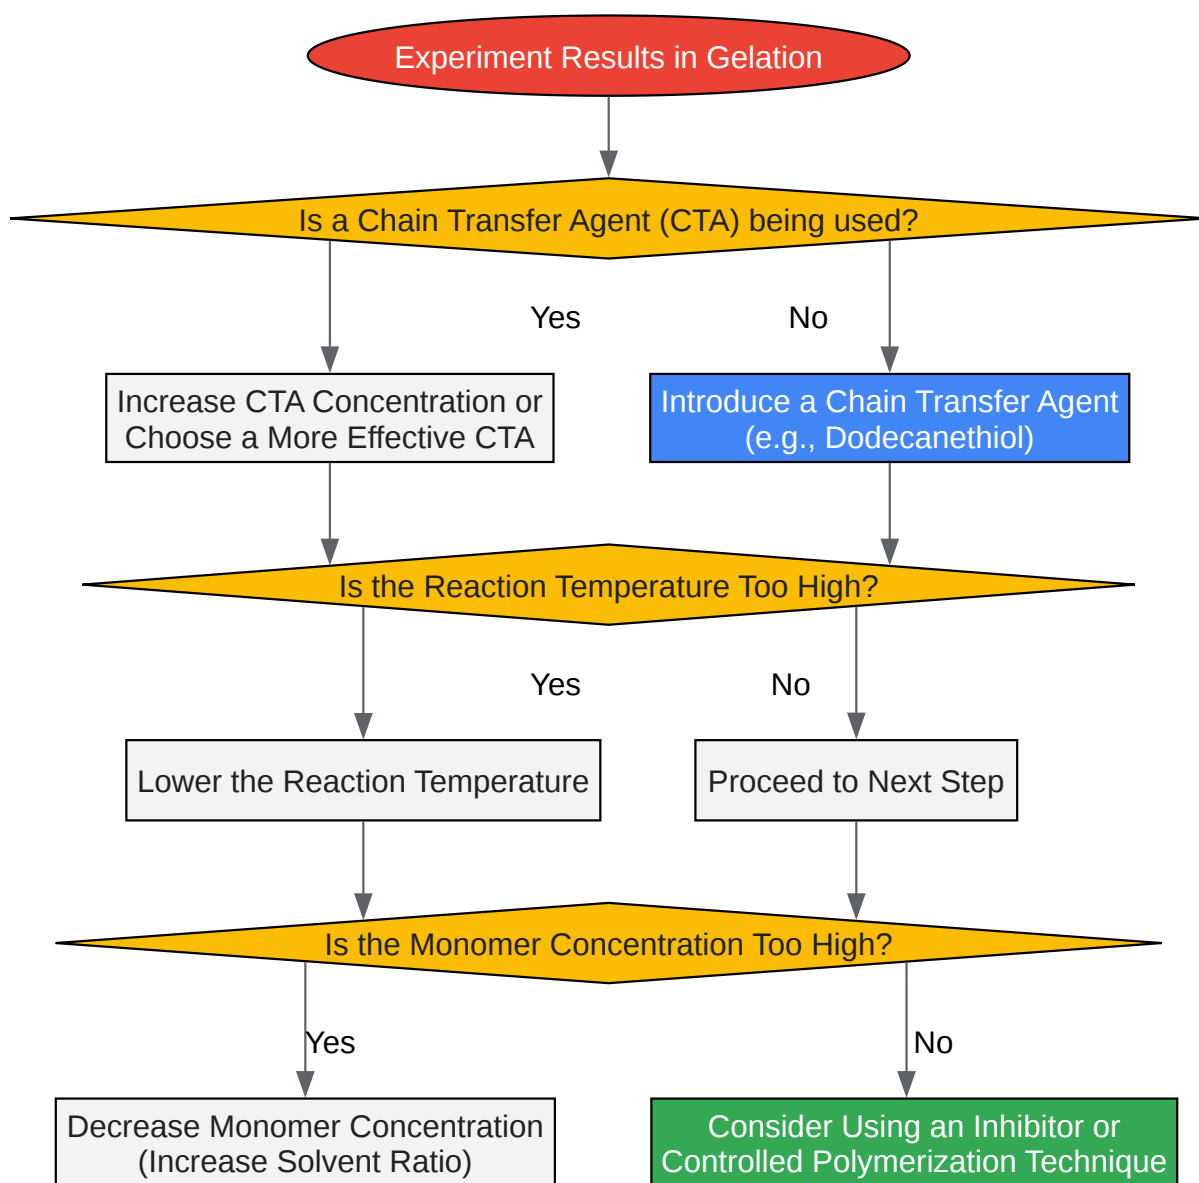 Experiment Results in Gelation
Is a Chain Transfer Agent (CTA) being used?
Yes
No
Increase CTA Concentration or
Choose a More Effective CTA
Introduce a Chain Transfer Agent
(e.g., Dodecanethiol)
Is the Reaction Temperature Too High?
Yes
No
Lower the Reaction Temperature
Proceed to Next Step
Is the Monomer Concentration Too High?
Yes
No
Decrease Monomer Concentration
(Increase Solvent Ratio)
Consider Using an Inhibitor or
Controlled Polymerization Technique